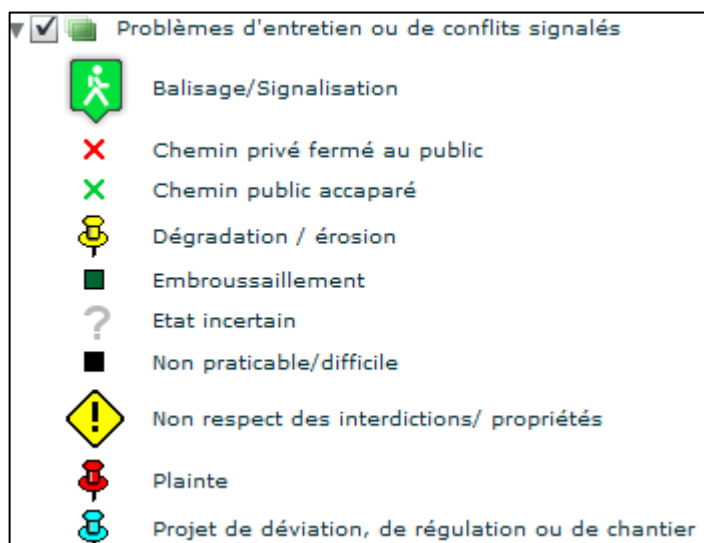 Problèmes d'entretien ou de conflits signalés
Balisage/Signalisation
Chemin privé fermé au public
Chemin public accaparé
Dégradation / érosion
Embroussaillement
? Etat incertain
Non praticable/difficile
! Non respect des interdictions/ propriétés
Plainte
Projet de déviation, de régulation ou de chantier